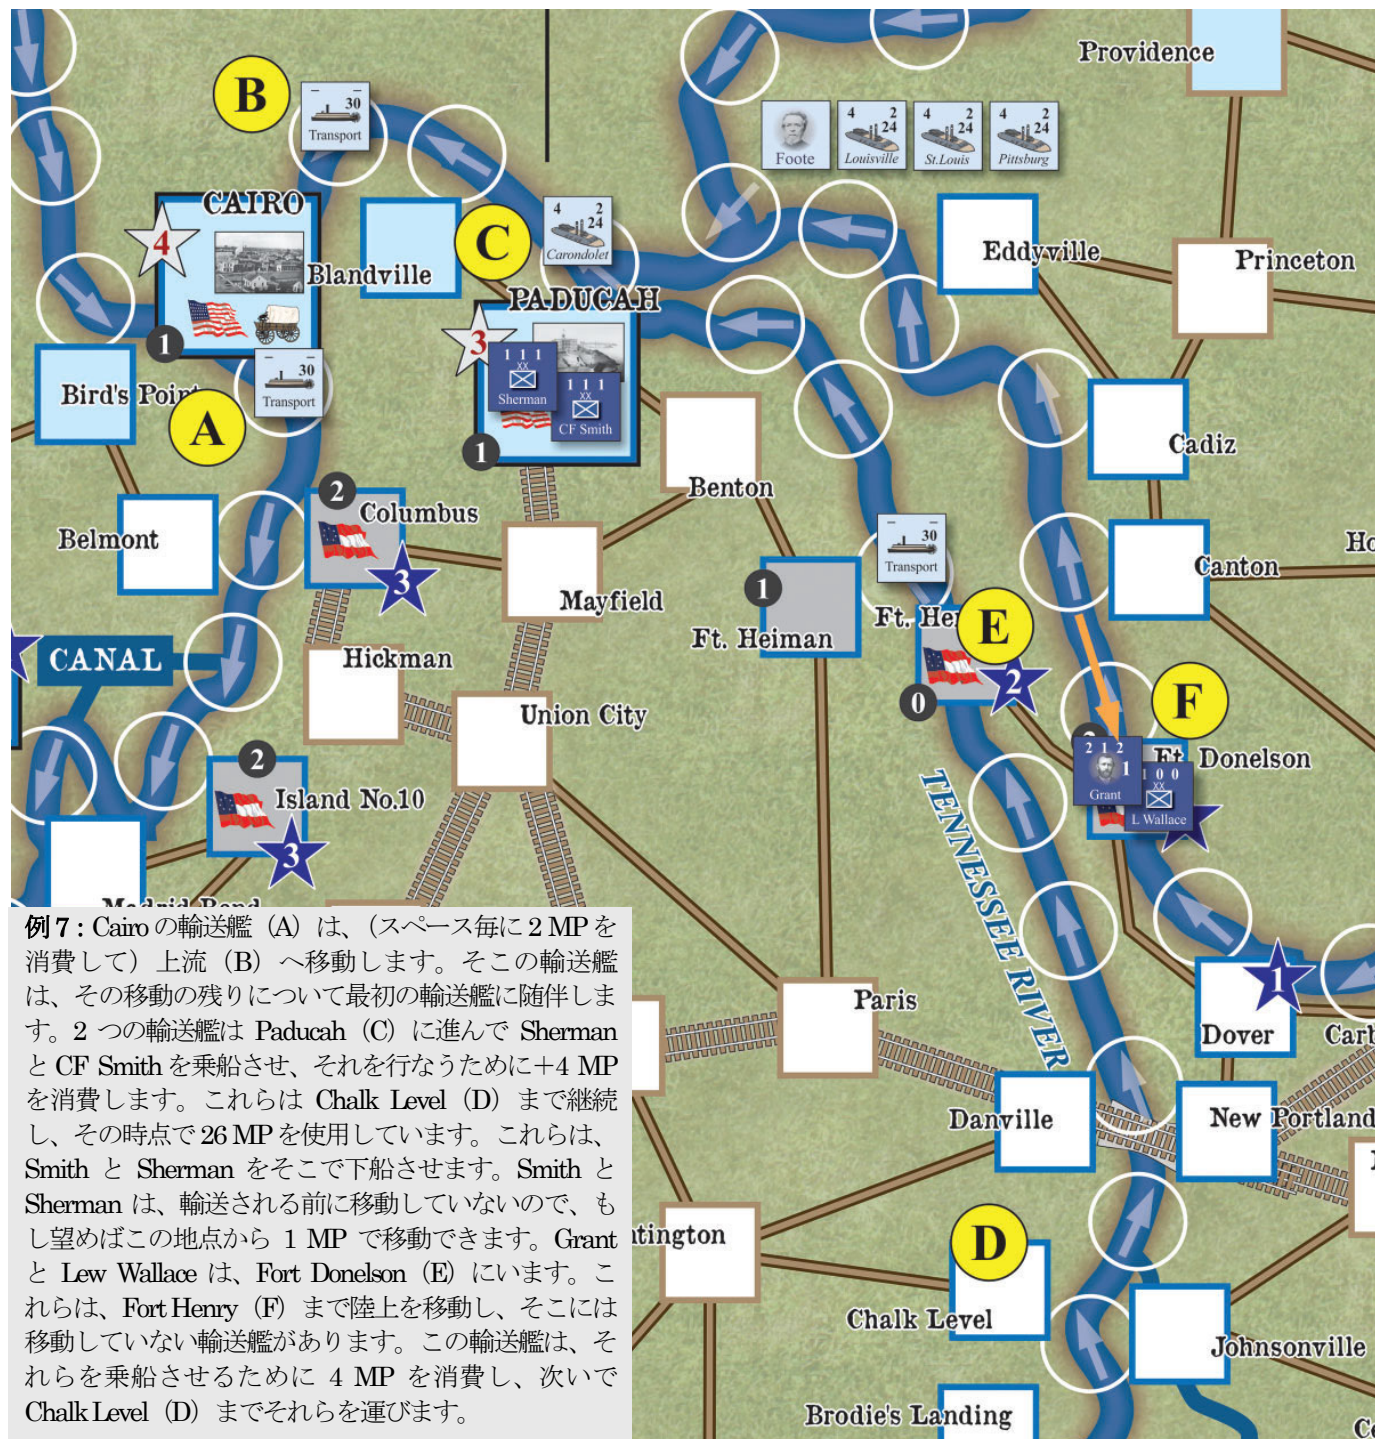 Providence
B
30
Transport
Foote
4 2
24
Louisville
4 2
24
St.Louis
4 2
24
Pittsburg
CAIRO
4
1
Blandville
C
4 2
24
Carondolet
Eddyville
Princeton
PADUCAH
3
1 1 1
XX
Sherman
1 1 1
XX
CF Smith
1
Bird's Poin
30
Transport
A
Cadiz
Benton
2
Columbus
3
Belmont
Mayfield
30
Transport
Canton
Ho
1
Ft. Heiman
Ft. He
E
2
0
CANAL
Hickman
Union City
F
Ft. Donelson
2 1 2
1
Grant
1 0 0
XX
L Wallace
2
Island No.10
3
TENNESSEE RIVER
Madrid Bend
Paris
1
Dover
Carb
Danville
New Portland
ntington
D
Chalk Level
Johnsonville
Brodie's Landing
例7：Cairo の輸送艦（A）は、（スペース毎に 2 MP を
消費して）上流（B）へ移動します。そこの輸送艦
は、その移動の残りについて最初の輸送艦に随伴しま
す。2 つの輸送艦は Paducah（C）に進んで Sherman
と CF Smith を乗船させ、それを行なうために＋4 MP
を消費します。これらは Chalk Level（D）まで継続
し、その時点で 26 MP を使用しています。これらは、
Smith と Sherman をそこで下船させます。Smith と
Sherman は、輸送される前に移動していないので、も
し望めばこの地点から 1 MP で移動できます。Grant
と Lew Wallace は、Fort Donelson（E）にいます。こ
れらは、Fort Henry（F）まで陸上を移動し、そこには
移動していない輸送艦があります。この輸送艦は、そ
れらを乗船させるために 4 MP を消費し、次いで
Chalk Level（D）までそれらを運びます。